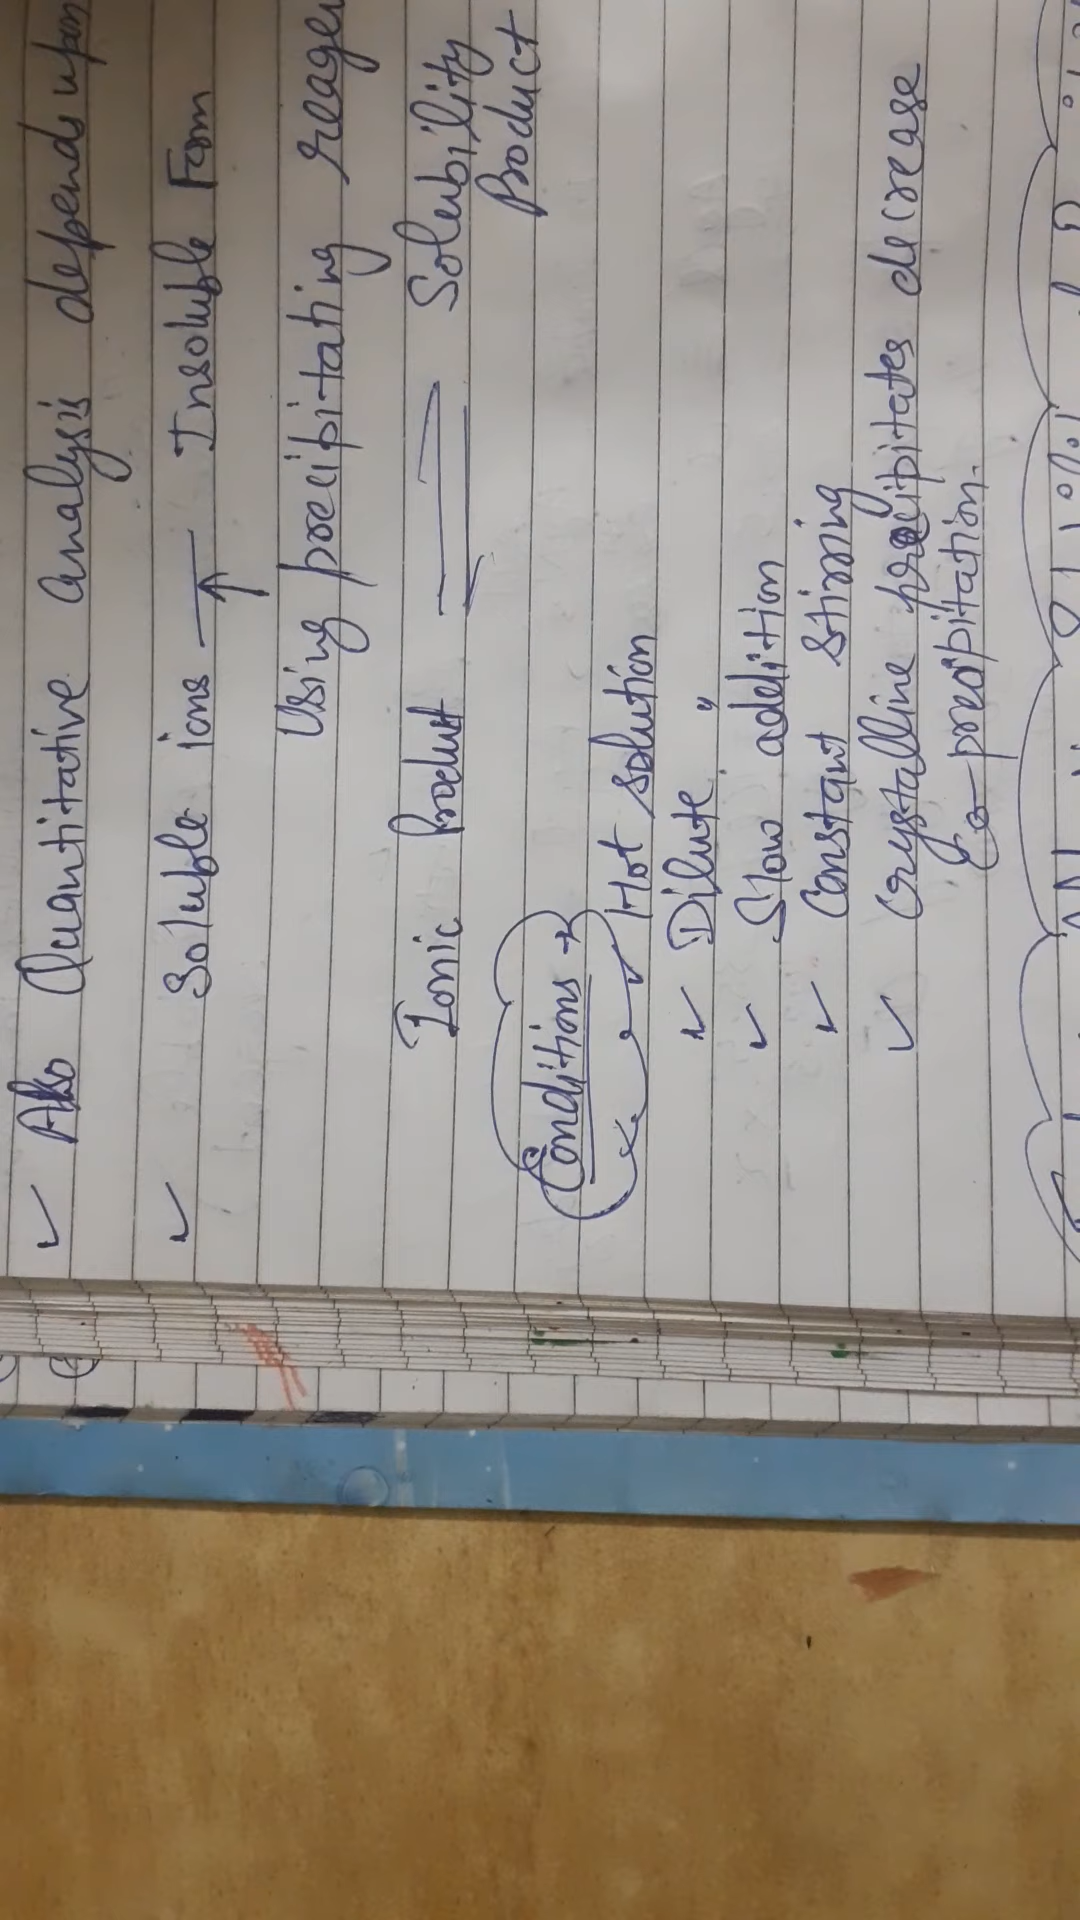 ✓ Also Quantitative analysis depends upon
✓ Soluble ions → Insoluble Form
Using precipitating reage
Ionic Product ⇌ Solubility
Product
Conditions →
✓ Hot solution
✓ Dilute "
✓ Slow addition
✓ Constant stirring
✓ Crystalline precipitates decrease
Co-precipitation.